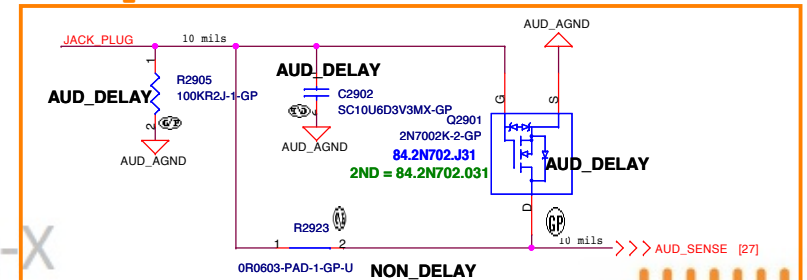 AUD_AGND
JACK_PLUG
10 mils
1
R2905
100KR2J-1-GP
AUD_DELAY
2
AUD_AGND
AUD_DELAY
C2902
SC10U6D3V3MX-GP
AUD_AGND
G
S
Q2901
2N7002K-2-GP
84.2N702.J31
2ND = 84.2N702.031
AUD_DELAY
D
GP
10 mils
AUD_SENSE [27]
R2923
1
2
0R0603-PAD-1-GP-U
NON_DELAY
-X